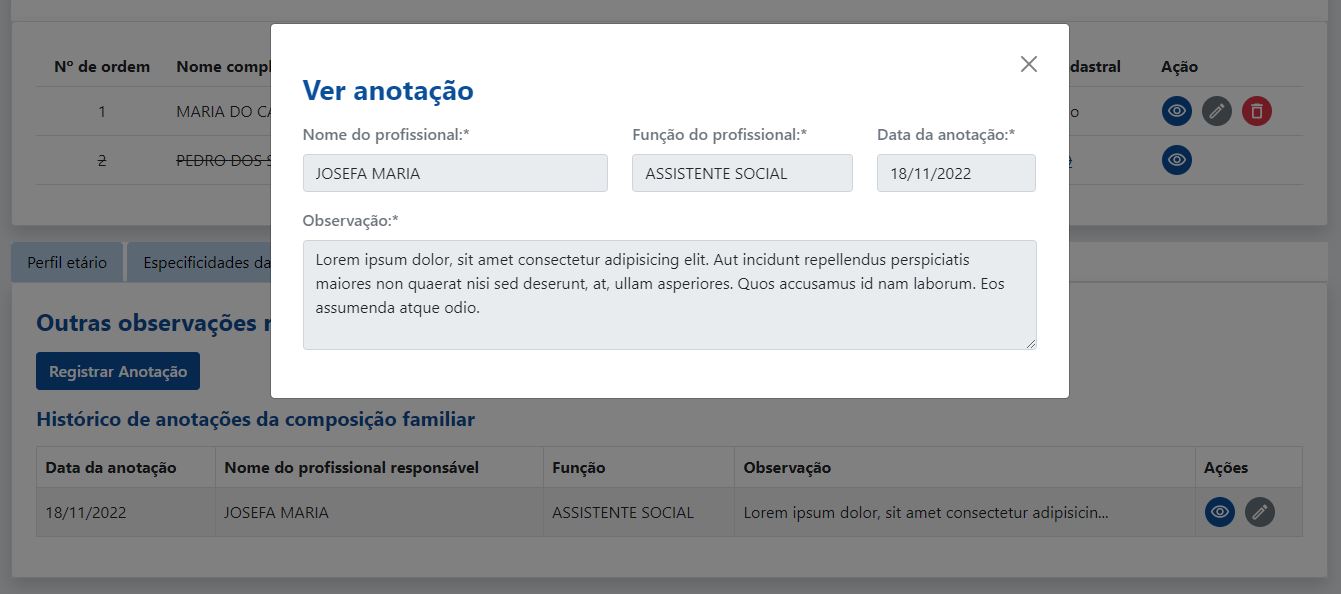 Nº de ordem Nome compl dastral Ação
1 MARIA DO CA o
2 PEDRO DOS S
Ver anotação
Nome do profissional:* Função do profissional:* Data da anotação:*
JOSEFA MARIA ASSISTENTE SOCIAL 18/11/2022
Observação:*
Lorem ipsum dolor, sit amet consectetur adipisicing elit. Aut incidunt repellendus perspiciatis
maiores non quaerat nisi sed deserunt, at, ullam asperiores. Quos accusamus id nam laborum. Eos
assumenda atque odio.
Perfil etário Especificidades da
Outras observações r
Registrar Anotação
Histórico de anotações da composição familiar
Data da anotação Nome do profissional responsável Função Observação Ações
18/11/2022 JOSEFA MARIA ASSISTENTE SOCIAL Lorem ipsum dolor, sit amet consectetur adipisicin...